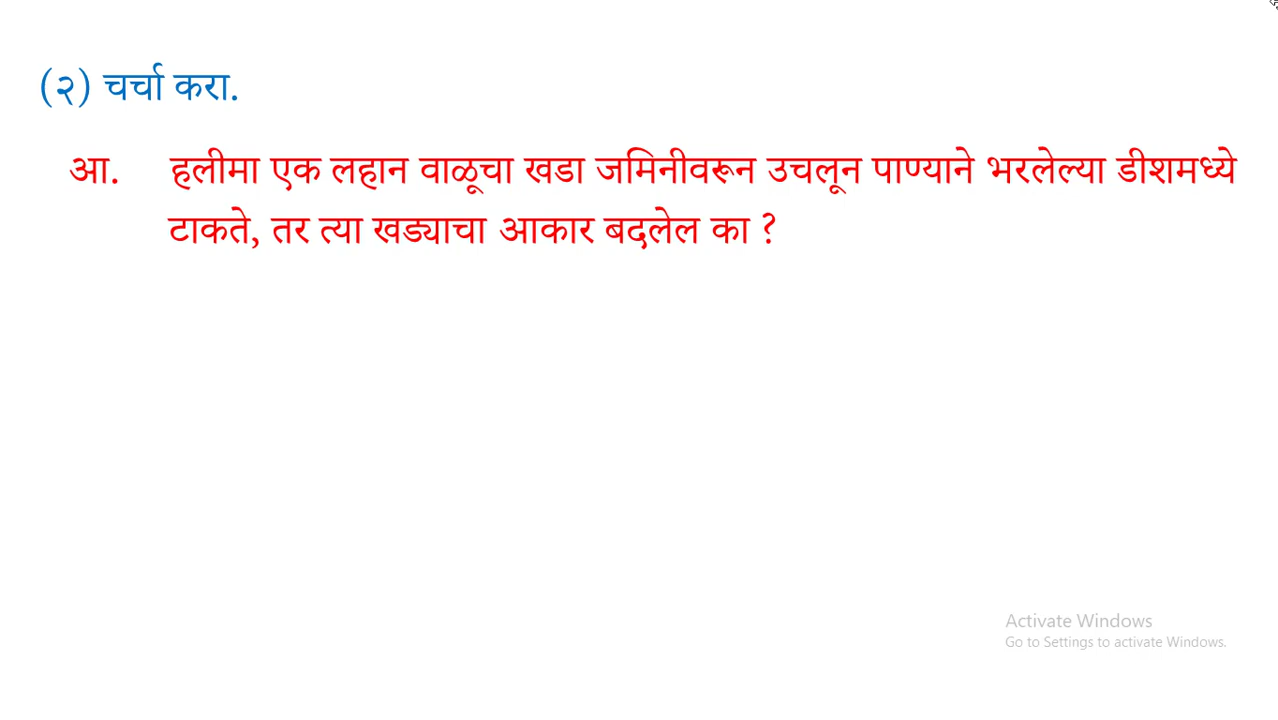 (२) चर्चा करा.
आ. हलीमा एक लहान वाळूचा खडा जमिनीवरून उचलून पाण्याने भरलेल्या डीशमध्ये
टाकते, तर त्या खड्याचा आकार बदलेल का ?
Activate Windows
Go to Settings to activate Windows.